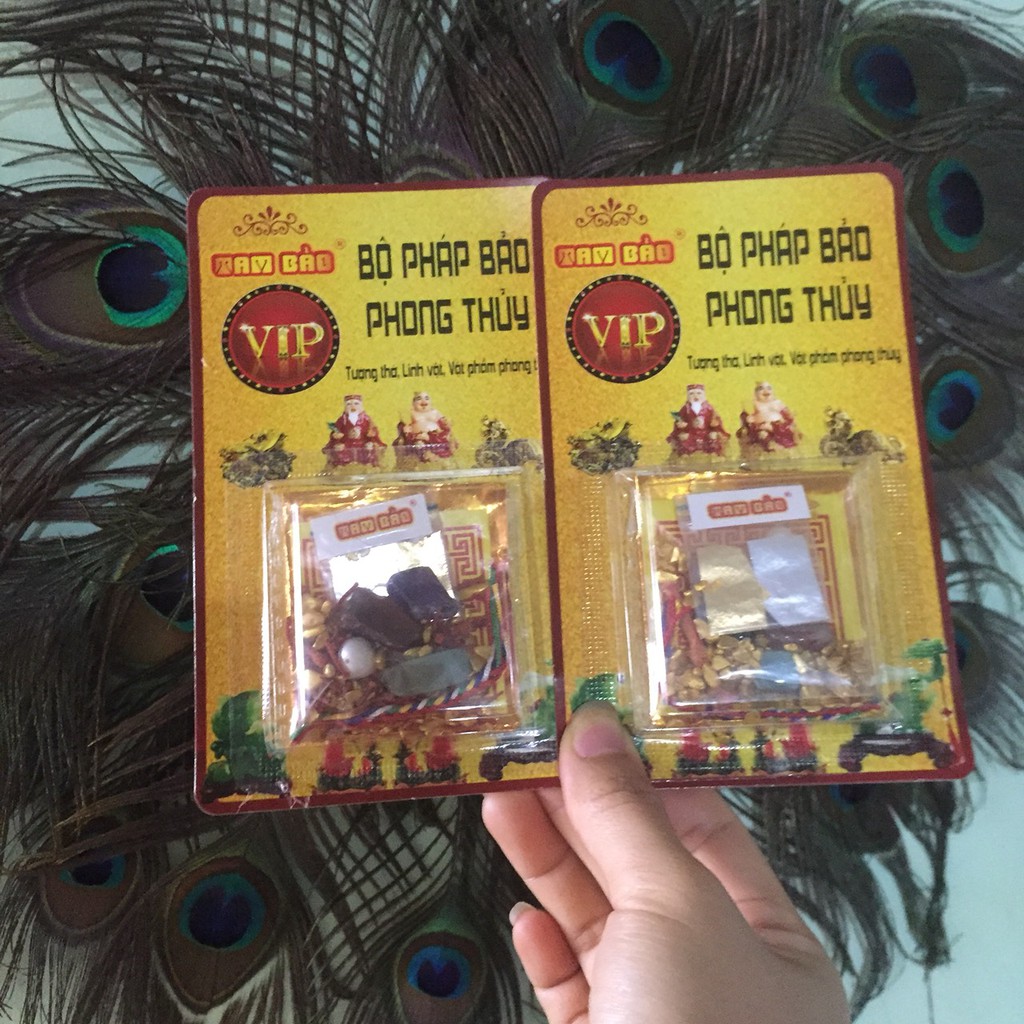 TAM BẢO®
BỘ PHÁP BẢO
PHONG THỦY
VIP
Tượng thờ, Linh vật, Vật phẩm phong t
TAM BẢO®
TAM BẢO®
BỘ PHÁP BẢO
PHONG THỦY
VIP
Tượng thờ, Linh vật, Vật phẩm phong thủy
TAM BẢO®